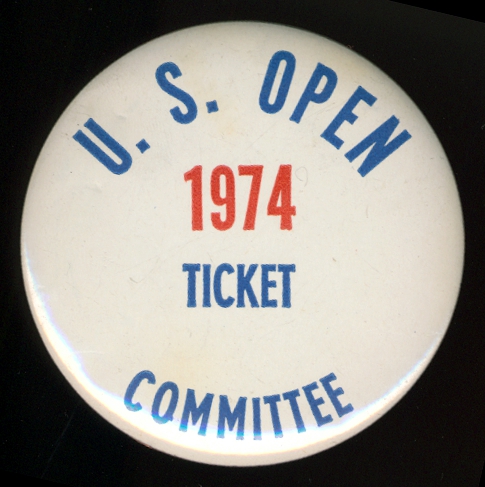 U. S. OPEN
1974
TICKET
COMMITTEE